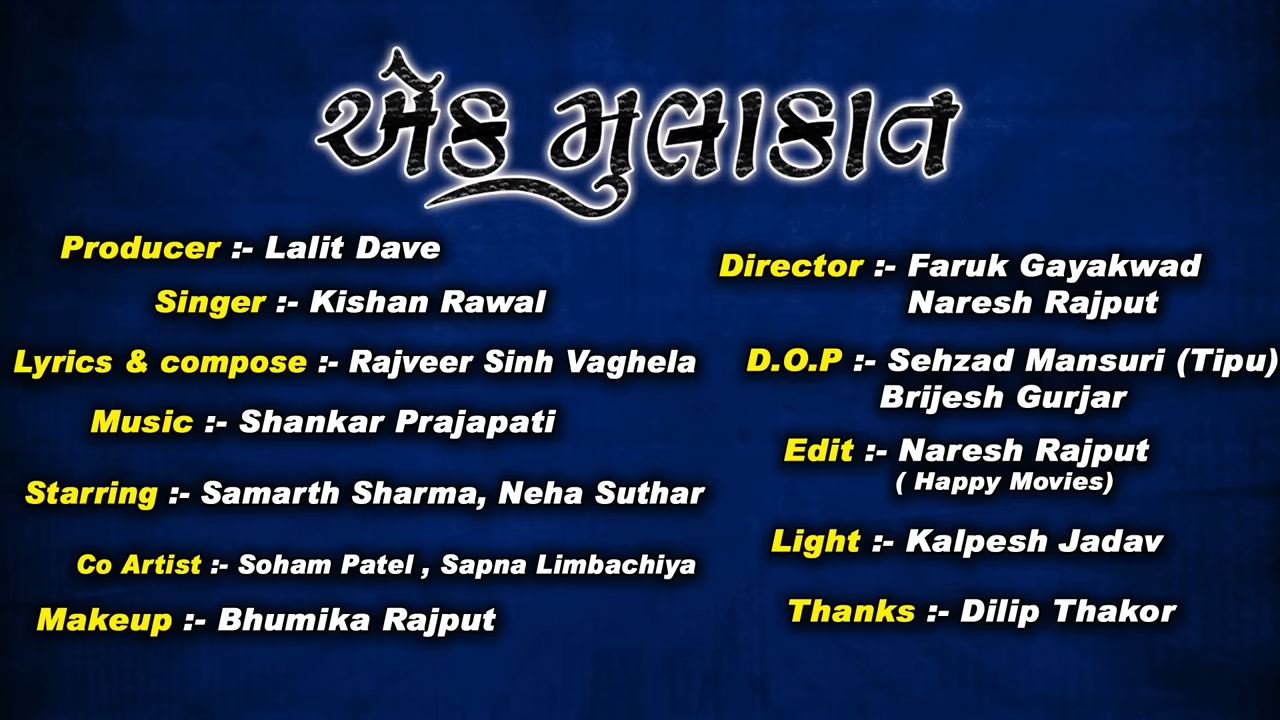 એક મુલાકાત
Producer :- Lalit Dave
Singer :- Kishan Rawal
Lyrics & compose :- Rajveer Sinh Vaghela
Music :- Shankar Prajapati
Starring :- Samarth Sharma, Neha Suthar
Co Artist :- Soham Patel , Sapna Limbachiya
Makeup :- Bhumika Rajput
Director :- Faruk Gayakwad
Naresh Rajput
D.O.P :- Sehzad Mansuri (Tipu)
Brijesh Gurjar
Edit :- Naresh Rajput
( Happy Movies)
Light :- Kalpesh Jadav
Thanks :- Dilip Thakor